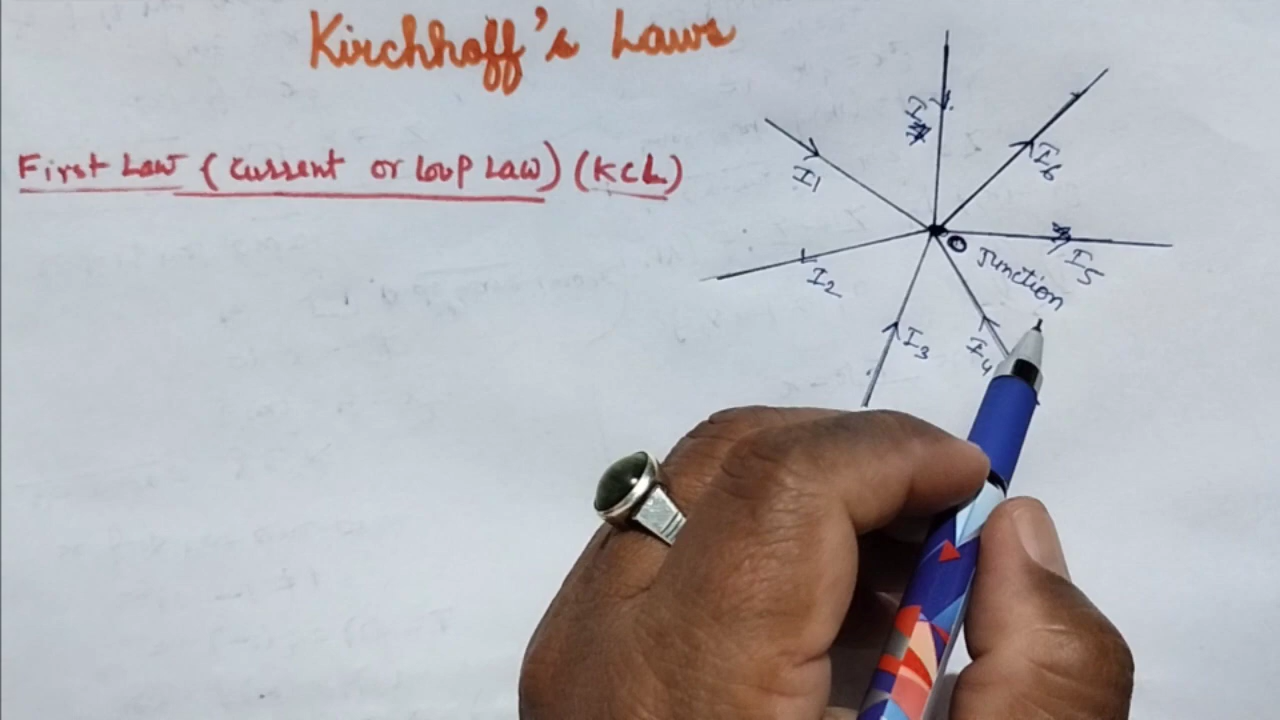 Kirchhoff's Laws
First Law (Current or Loop Law) (KCL)
I1
I2
I3
I4
I5
I6
O Junction